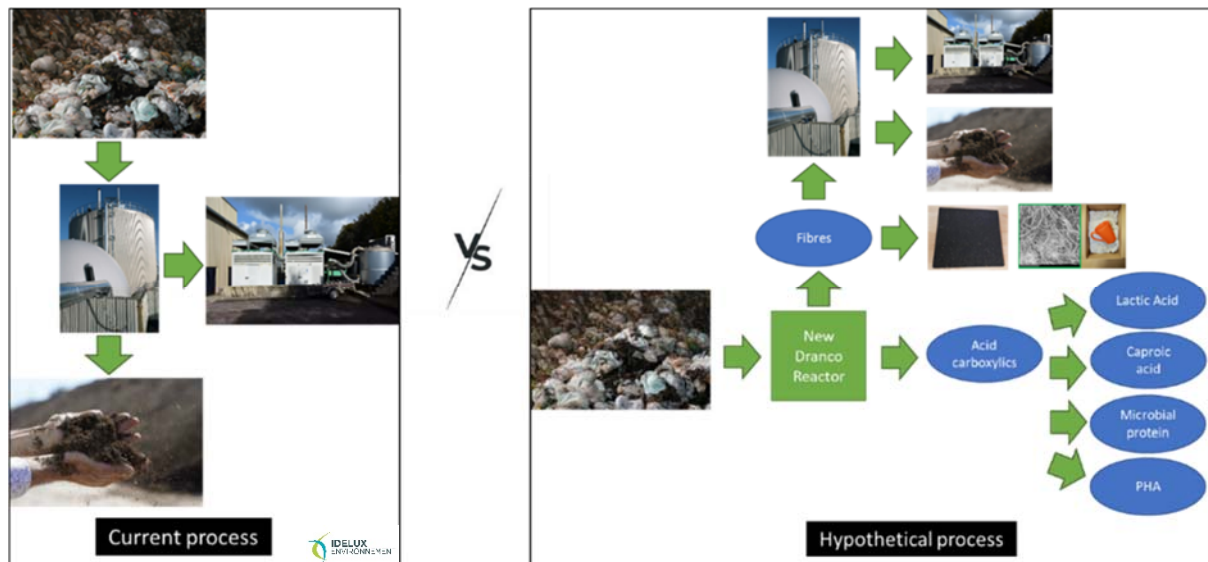 Current process
IDELUX
ENVIRONNEMEN
VS
Fibres
New
Dranco
Reactor
Acid
carboxylics
Lactic Acid
Caproic
acid
Microbial
protein
PHA
Hypothetical process